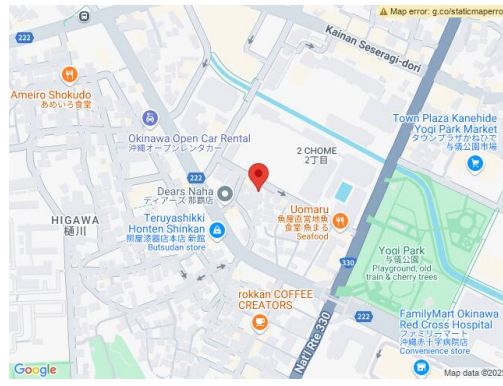 Map error: g.co/staticmaperro
222
Kainan Seseragi-dori
Ameiro Shokudo
あめいろ食堂
Okinawa Open Car Rental
沖縄オープンレンタカー
Town Plaza Kanehide
Yogi Park Market
タウンプラザかねひで
与儀公園市場
2 CHOME
2丁目
222
Dears Naha
ディアーズ 那覇店
HIGAWA
樋川
Teruyashikki
Honten Shinkan
照屋漆器店本店 新館
Butsudan store
Uomaru
魚屋直営地魚
食堂 魚まる
Seafood
Yogi Park
与儀公園
Playground, old
train & cherry trees
330
rokkan COFFEE
CREATORS
Nat'l Rte 330
222
FamilyMart Okinawa
Red Cross Hospital
ファミリーマート
沖縄赤十字病院店
Convenience store
Google
Map data ©202